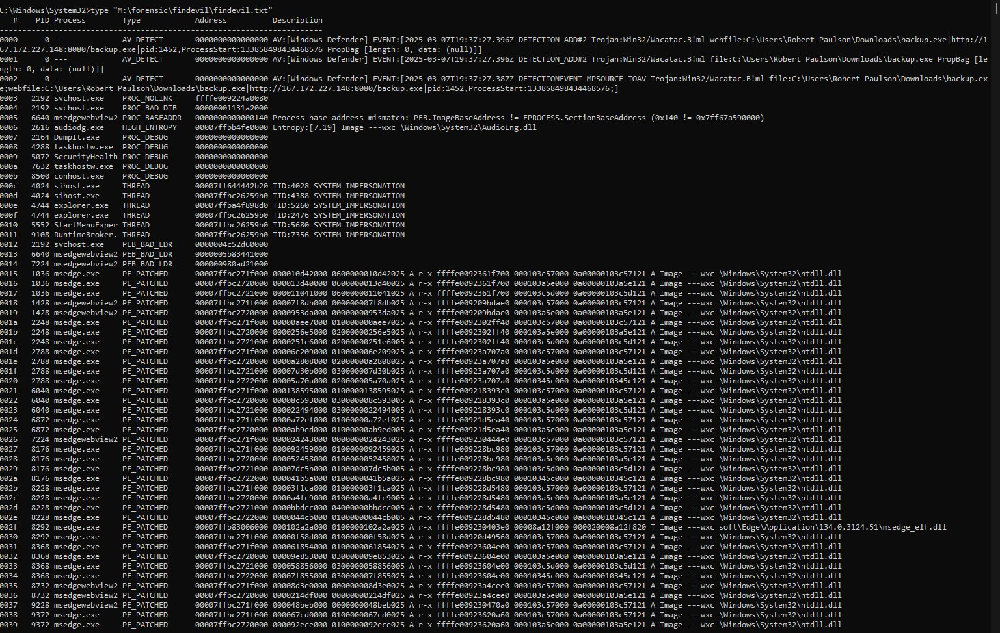 C:\Windows\System32>type "M:\forensic\findevil\findevil.txt"
   #    PID Process        Type            Address          Description
-----------------------------------------------------------------------
0000      0 ---            AV_DETECT       0000000000000000 AV:[Windows Defender] EVENT:[2025-03-07T19:37:27.396Z DETECTION_ADD#2 Trojan:Win32/Wacatac.B!ml webfile:C:\Users\Robert Paulson\Downloads\backup.exe|http://1
67.172.227.148:8080/backup.exe|pid:1452,ProcessStart:133858498434468576 PropBag [length: 0, data: (null)]]
0001      0 ---            AV_DETECT       0000000000000000 AV:[Windows Defender] EVENT:[2025-03-07T19:37:27.396Z DETECTION_ADD#2 Trojan:Win32/Wacatac.B!ml file:C:\Users\Robert Paulson\Downloads\backup.exe PropBag [le
ngth: 0, data: (null)]]
0002      0 ---            AV_DETECT       0000000000000000 AV:[Windows Defender] EVENT:[2025-03-07T19:37:27.387Z DETECTIONEVENT MPSOURCE_IOAV Trojan:Win32/Wacatac.B!ml file:C:\Users\Robert Paulson\Downloads\backup.ex
e;webfile:C:\Users\Robert Paulson\Downloads\backup.exe|http://167.172.227.148:8080/backup.exe|pid:1452,ProcessStart:133858498434468576;]
0003   2192 svchost.exe    PROC_NOLINK     ffffe009224a0080
0004   2192 svchost.exe    PROC_BAD_DTB    00000001131a2000
0005   6640 msedgewebview2 PROC_BASEADDR   0000000000000140 Process base address mismatch: PEB.ImageBaseAddress != EPROCESS.SectionBaseAddress (0x140 != 0x7ff67a590000)
0006   2616 audiodg.exe    HIGH_ENTROPY    00007ffbb4fe0000 Entropy:[7.19] Image ---wxc \Windows\System32\AudioEng.dll
0007   2164 DumpIt.exe     PROC_DEBUG      0000000000000000
0008   4288 taskhostw.exe  PROC_DEBUG      0000000000000000
0009   5072 SecurityHealth PROC_DEBUG      0000000000000000
000a   7632 taskhostw.exe  PROC_DEBUG      0000000000000000
000b   8500 conhost.exe    PROC_DEBUG      0000000000000000
000c   4024 sihost.exe     THREAD          00007ff644442b20 TID:4028 SYSTEM_IMPERSONATION
000d   4024 sihost.exe     THREAD          00007ffbc26259b0 TID:4388 SYSTEM_IMPERSONATION
000e   4744 explorer.exe   THREAD          00007ffba4f898d0 TID:5260 SYSTEM_IMPERSONATION
000f   4744 explorer.exe   THREAD          00007ffbc26259b0 TID:2476 SYSTEM_IMPERSONATION
0010   5552 StartMenuExper THREAD          00007ffbc26259b0 TID:5680 SYSTEM_IMPERSONATION
0011   9108 RuntimeBroker. THREAD          00007ffbc26259b0 TID:7356 SYSTEM_IMPERSONATION
0012   2192 svchost.exe    PEB_BAD_LDR     0000004c52d60000
0013   6640 msedgewebview2 PEB_BAD_LDR     0000005b83441000
0014   7224 msedgewebview2 PEB_BAD_LDR     000000980ad21000
0015   1036 msedge.exe     PE_PATCHED      00007ffbc271f000 000010d42000 0600000010d42025 A r-x ffffe0092361f700 000103c57000 0a00000103c57121 A Image ---wxc \Windows\System32\ntdll.dll
0016   1036 msedge.exe     PE_PATCHED      00007ffbc2720000 000013d40000 0600000013d40025 A r-x ffffe0092361f700 000103a5e000 0a00000103a5e121 A Image ---wxc \Windows\System32\ntdll.dll
0017   1036 msedge.exe     PE_PATCHED      00007ffbc2721000 000011041000 0600000011041025 A r-x ffffe0092361f700 000103c5d000 0a00000103c5d121 A Image ---wxc \Windows\System32\ntdll.dll
0018   1428 msedgewebview2 PE_PATCHED      00007ffbc271f000 00007f8db000 000000007f8db025 A r-x ffffe009209bdae0 000103c57000 0a00000103c57121 A Image ---wxc \Windows\System32\ntdll.dll
0019   1428 msedgewebview2 PE_PATCHED      00007ffbc2720000 0000953da000 00000000953da025 A r-x ffffe009209bdae0 000103a5e000 0a00000103a5e121 A Image ---wxc \Windows\System32\ntdll.dll
001a   2248 msedge.exe     PE_PATCHED      00007ffbc271f000 0000aee7000 010000000aee7025 A r-x ffffe0092302ff40 000103c57000 0a00000103c57121 A Image ---wxc \Windows\System32\ntdll.dll
001b   2248 msedge.exe     PE_PATCHED      00007ffbc2720000 0000256e5000 02000000256e5025 A r-x ffffe0092302ff40 000103a5e000 0a00000103a5e121 A Image ---wxc \Windows\System32\ntdll.dll
001c   2248 msedge.exe     PE_PATCHED      00007ffbc2721000 0000251e6000 02000000251e6005 A r-x ffffe0092302ff40 000103c5d000 0a00000103c5d121 A Image ---wxc \Windows\System32\ntdll.dll
001d   2788 msedge.exe     PE_PATCHED      00007ffbc271f000 00006e209000 010000006e209025 A r-x ffffe00923a707a0 000103c57000 0a00000103c57121 A Image ---wxc \Windows\System32\ntdll.dll
001e   2788 msedge.exe     PE_PATCHED      00007ffbc2720000 0000a2808000 02000000a2808025 A r-x ffffe00923a707a0 000103a5e000 0a00000103a5e121 A Image ---wxc \Windows\System32\ntdll.dll
001f   2788 msedge.exe     PE_PATCHED      00007ffbc2721000 00007d30b000 030000007d30b025 A r-x ffffe00923a707a0 000103c5d000 0a00000103c5d121 A Image ---wxc \Windows\System32\ntdll.dll
0020   2788 msedge.exe     PE_PATCHED      00007ffbc2722000 00005a70a000 020000005a70a025 A r-x ffffe00923a707a0 00010345c000 0a0000010345c121 A Image ---wxc \Windows\System32\ntdll.dll
0021   6040 msedge.exe     PE_PATCHED      00007ffbc271f000 000138595000 0100000138595025 A r-x ffffe009218393c0 000103c57000 0a00000103c57121 A Image ---wxc \Windows\System32\ntdll.dll
0022   6040 msedge.exe     PE_PATCHED      00007ffbc2720000 00008c593000 030000008c593005 A r-x ffffe009218393c0 000103a5e000 0a00000103a5e121 A Image ---wxc \Windows\System32\ntdll.dll
0023   6040 msedge.exe     PE_PATCHED      00007ffbc2721000 000022494000 0300000022494005 A r-x ffffe009218393c0 000103c5d000 0a00000103c5d121 A Image ---wxc \Windows\System32\ntdll.dll
0024   6872 msedge.exe     PE_PATCHED      00007ffbc271f000 0000a72ef000 01000000a72ef025 A r-x ffffe00921d5ea40 000103c57000 0a00000103c57121 A Image ---wxc \Windows\System32\ntdll.dll
0025   6872 msedge.exe     PE_PATCHED      00007ffbc2720000 0000ab9ed000 01000000ab9ed005 A r-x ffffe00921d5ea40 000103a5e000 0a00000103a5e121 A Image ---wxc \Windows\System32\ntdll.dll
0026   7224 msedgewebview2 PE_PATCHED      00007ffbc271f000 000024243000 0000000024243025 A r-x ffffe009230444e0 000103c57000 0a00000103c57121 A Image ---wxc \Windows\System32\ntdll.dll
0027   8176 msedge.exe     PE_PATCHED      00007ffbc271f000 000092459000 0100000092459025 A r-x ffffe009228bc980 000103c57000 0a00000103c57121 A Image ---wxc \Windows\System32\ntdll.dll
0028   8176 msedge.exe     PE_PATCHED      00007ffbc2720000 000052458000 0100000052458025 A r-x ffffe009228bc980 000103a5e000 0a00000103a5e121 A Image ---wxc \Windows\System32\ntdll.dll
0029   8176 msedge.exe     PE_PATCHED      00007ffbc2721000 00007dc5b000 010000007dc5b005 A r-x ffffe009228bc980 000103c5d000 0a00000103c5d121 A Image ---wxc \Windows\System32\ntdll.dll
002a   8176 msedge.exe     PE_PATCHED      00007ffbc2722000 000041b5a000 0100000041b5a025 A r-x ffffe009228bc980 00010345c000 0a0000010345c121 A Image ---wxc \Windows\System32\ntdll.dll
002b   8228 msedge.exe     PE_PATCHED      00007ffbc271f000 00003f1ca000 010000003f1ca025 A r-x ffffe009228d5480 000103c57000 0a00000103c57121 A Image ---wxc \Windows\System32\ntdll.dll
002c   8228 msedge.exe     PE_PATCHED      00007ffbc2720000 0000a4fc9000 01000000a4fc9005 A r-x ffffe009228d5480 000103a5e000 0a00000103a5e121 A Image ---wxc \Windows\System32\ntdll.dll
002d   8228 msedge.exe     PE_PATCHED      00007ffbc2721000 0000bbdcc000 04000000bbdcc005 A r-x ffffe009228d5480 000103c5d000 0a00000103c5d121 A Image ---wxc \Windows\System32\ntdll.dll
002e   8228 msedge.exe     PE_PATCHED      00007ffbc2722000 0000044cb000 01000000044cb005 A r-x ffffe009228d5480 00010345c000 0a0000010345c121 A Image ---wxc \Windows\System32\ntdll.dll
002f   8292 msedge.exe     PE_PATCHED      00007ffb83006000 000102a2a000 0100000102a2a025 A r-x ffffe009230403e0 00008a12f000 000020008a12f820 T Image ---wxc soft\Edge\Application\134.0.3124.51\msedge_elf.dll
0030   8292 msedge.exe     PE_PATCHED      00007ffbc271f000 00000f58d000 010000000f58d025 A r-x ffffe00920d49560 000103c57000 0a00000103c57121 A Image ---wxc \Windows\System32\ntdll.dll
0031   8368 msedge.exe     PE_PATCHED      00007ffbc271f000 000061854000 0100000061854025 A r-x ffffe00923604e00 000103c57000 0a00000103c57121 A Image ---wxc \Windows\System32\ntdll.dll
0032   8368 msedge.exe     PE_PATCHED      00007ffbc2720000 00009e853000 030000009e853025 A r-x ffffe00923604e00 000103a5e000 0a00000103a5e121 A Image ---wxc \Windows\System32\ntdll.dll
0033   8368 msedge.exe     PE_PATCHED      00007ffbc2721000 000058856000 0300000058856005 A r-x ffffe00923604e00 000103c5d000 0a00000103c5d121 A Image ---wxc \Windows\System32\ntdll.dll
0034   8368 msedge.exe     PE_PATCHED      00007ffbc2722000 00007f855000 030000007f855025 A r-x ffffe00923604e00 00010345c000 0a0000010345c121 A Image ---wxc \Windows\System32\ntdll.dll
0035   8732 msedgewebview2 PE_PATCHED      00007ffbc271f000 00008d3e0000 000000008d3e0025 A r-x ffffe00923a4cee0 000103c57000 0a00000103c57121 A Image ---wxc \Windows\System32\ntdll.dll
0036   8732 msedgewebview2 PE_PATCHED      00007ffbc2720000 0000214df000 00000000214df025 A r-x ffffe00923a4cee0 000103a5e000 0a00000103a5e121 A Image ---wxc \Windows\System32\ntdll.dll
0037   9228 msedgewebview2 PE_PATCHED      00007ffbc271f000 000048beb000 0000000048beb025 A r-x ffffe009230470a0 000103c57000 0a00000103c57121 A Image ---wxc \Windows\System32\ntdll.dll
0038   9372 msedge.exe     PE_PATCHED      00007ffbc271f000 000067cd0000 0100000067cd0025 A r-x ffffe00923620a60 000103c57000 0a00000103c57121 A Image ---wxc \Windows\System32\ntdll.dll
0039   9372 msedge.exe     PE_PATCHED      00007ffbc2720000 000092ece000 0100000092ece025 A r-x ffffe00923620a60 000103a5e000 0a00000103a5e121 A Image ---wxc \Windows\System32\ntdll.dll